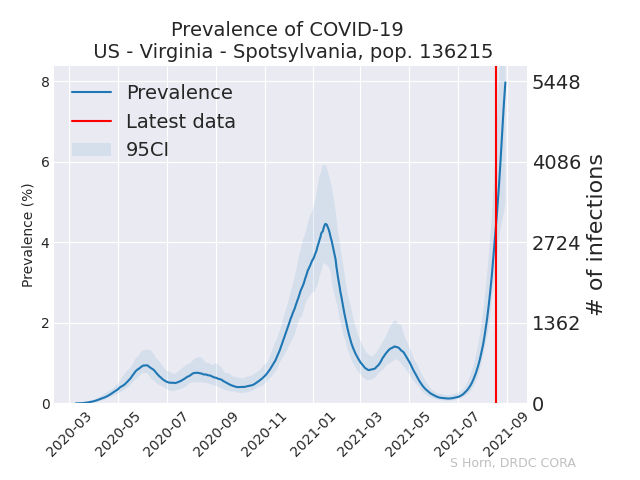 Prevalence of COVID-19
US - Virginia - Spotsylvania, pop. 136215
Prevalence
Latest data
95CI
Prevalence (%)
8
6
4
2
0
5448
4086
2724
1362
0
# of infections
2020-03
2020-05
2020-07
2020-09
2020-11
2021-01
2021-03
2021-05
2021-07
2021-09
S Horn, DRDC CORA